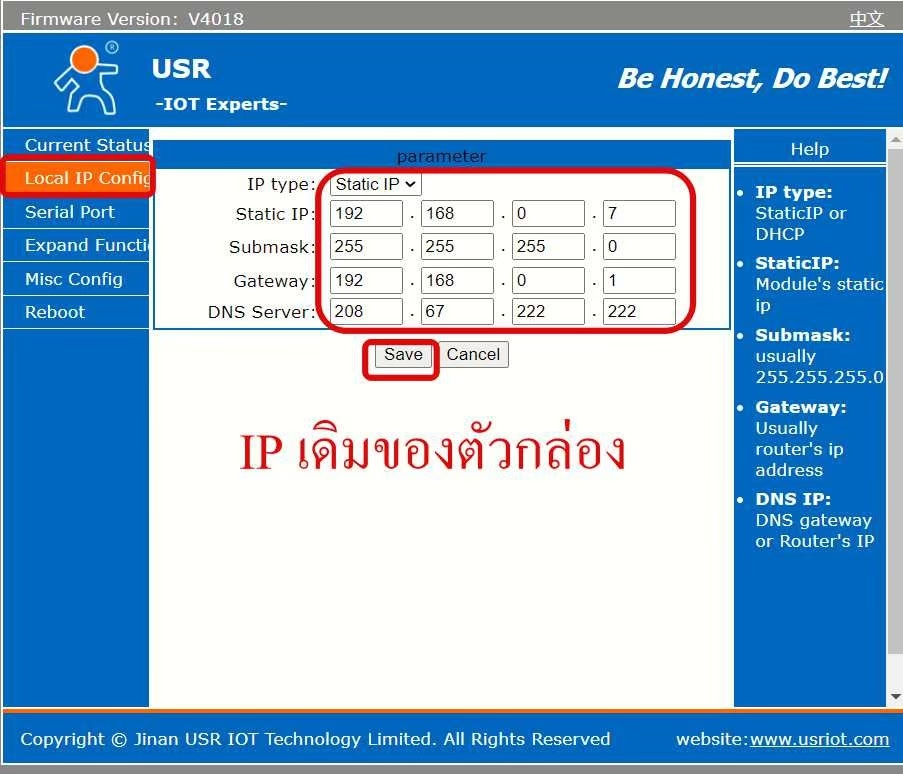 Firmware Version: V4018
中文
USR
-IOT Experts-
Be Honest, Do Best!
®
Current Status
Local IP Config
Serial Port
Expand Functi
Misc Config
Reboot
parameter
IP type: Static IP
Static IP: 192 . 168 . 0 . 7
Submask: 255 . 255 . 255 . 0
Gateway: 192 . 168 . 0 . 1
DNS Server: 208 . 67 . 222 . 222
Save Cancel
IP เดิมของตัวกล่อง
Help
IP type:
StaticIP or
DHCP
StaticIP:
Module's static
ip
Submask:
usually
255.255.255.0
Gateway:
Usually
router's ip
address
DNS IP:
DNS gateway
or Router's IP
Copyright © Jinan USR IOT Technology Limited. All Rights Reserved
website:www.usriot.com